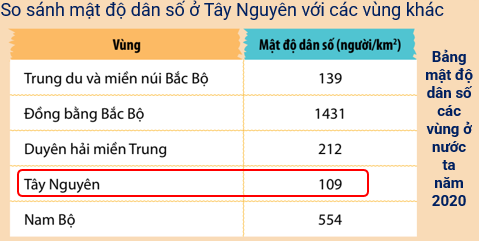 So sánh mật độ dân số ở Tây Nguyên với các vùng khác
Vùng Mật độ dân số (người/km²)
Trung du và miền núi Bắc Bộ 139
Đồng bằng Bắc Bộ 1431
Duyên hải miền Trung 212
Tây Nguyên 109
Nam Bộ 554
Bảng
mật độ
dân số
các
vùng ở
nước
ta
năm
2020